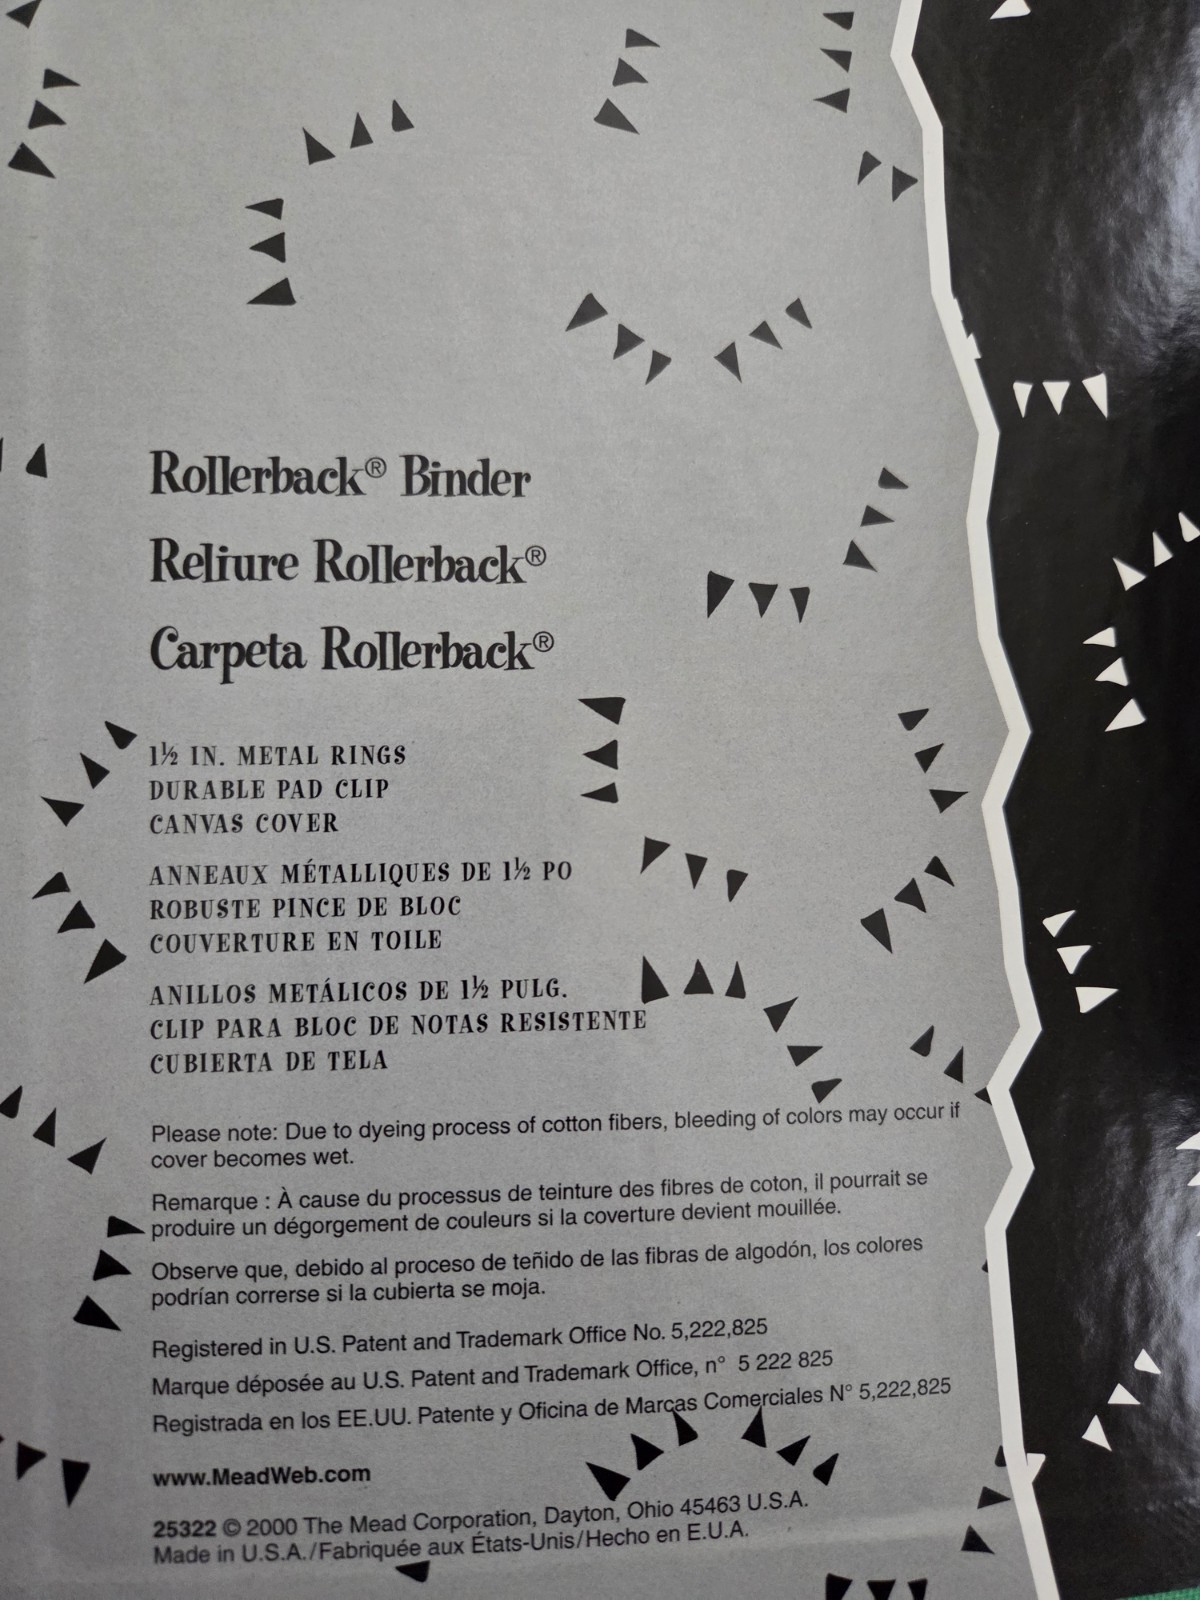 Rollerback® Binder
Reliure Rollerback®
Carpeta Rollerback®
1½ IN. METAL RINGS
DURABLE PAD CLIP
CANVAS COVER
ANNEAUX MÉTALLIQUES DE 1½ PO
ROBUSTE PINCE DE BLOC
COUVERTURE EN TOILE
ANILLOS METÁLICOS DE 1½ PULG.
CLIP PARA BLOC DE NOTAS RESISTENTE
CUBIERTA DE TELA
Please note: Due to dyeing process of cotton fibers, bleeding of colors may occur if
cover becomes wet.
Remarque : À cause du processus de teinture des fibres de coton, il pourrait se
produire un dégorgement de couleurs si la coverture devient mouillée.
Observe que, debido al proceso de teñido de las fibras de algodón, los colores
podrían correrse si la cubierta se moja.
Registered in U.S. Patent and Trademark Office No. 5,222,825
Marque déposée au U.S. Patent and Trademark Office, n° 5 222 825
Registrada en los EE.UU. Patente y Oficina de Marcas Comerciales N° 5,222,825
www.MeadWeb.com
25322 © 2000 The Mead Corporation, Dayton, Ohio 45463 U.S.A.
Made in U.S.A./Fabriquée aux États-Unis/Hecho en E.U.A.